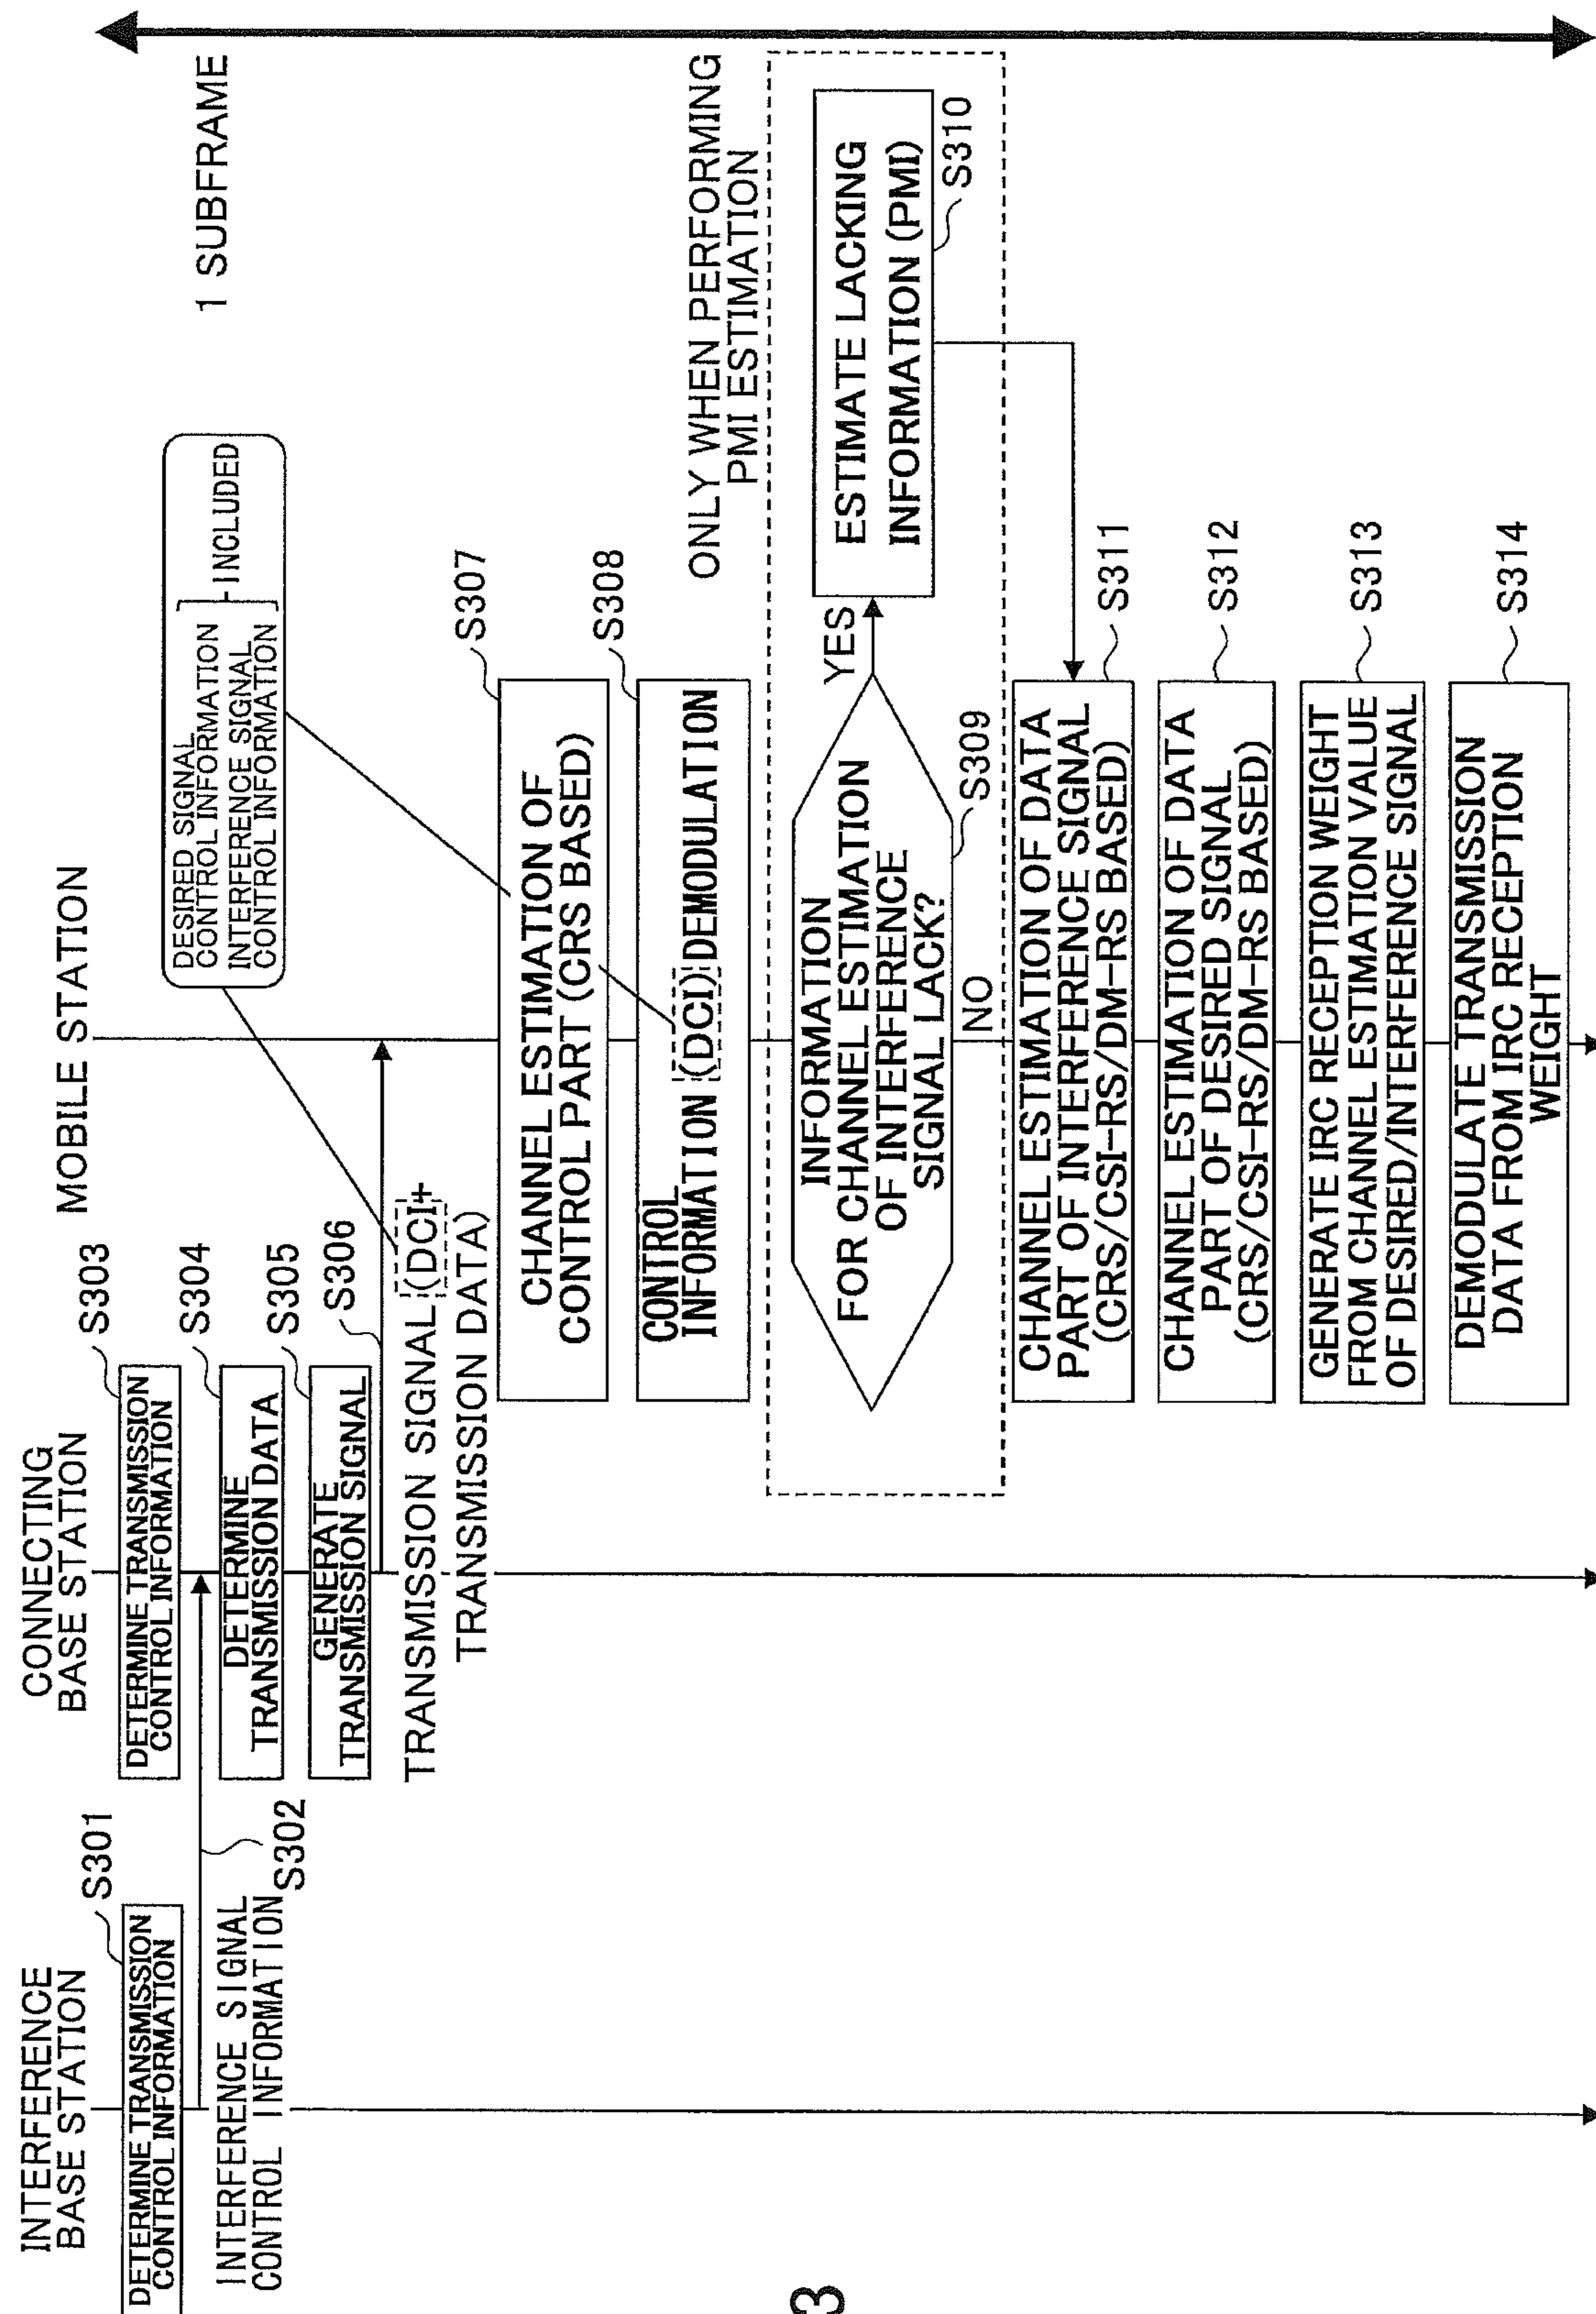 INTERFERENCE
BASE STATION
CONNECTING
BASE STATION
MOBILE STATION
1 SUBFRAME
DETERMINE TRANSMISSION
CONTROL INFORMATION
S301
INTERFERENCE SIGNAL
CONTROL INFORMATION
S302
DETERMINE TRANSMISSION
CONTROL INFORMATION
S303
DETERMINE
TRANSMISSION DATA
S304
GENERATE
TRANSMISSION SIGNAL
S305
S306
TRANSMISSION SIGNAL (DCI+
TRANSMISSION DATA)
DESIRED SIGNAL
CONTROL INFORMATION
INTERFERENCE SIGNAL
CONTROL INFORMATION
INCLUDED
CHANNEL ESTIMATION OF
CONTROL PART (CRS BASED)
S307
CONTROL
INFORMATION (DCI) DEMODULATION
S308
ONLY WHEN PERFORMING
PMI ESTIMATION
INFORMATION
FOR CHANNEL ESTIMATION
OF INTERFERENCE
SIGNAL LACK?
S309
YES
NO
ESTIMATE LACKING
INFORMATION (PMI)
S310
CHANNEL ESTIMATION OF DATA
PART OF INTERFERENCE SIGNAL
(CRS/CSI-RS/DM-RS BASED)
S311
CHANNEL ESTIMATION OF DATA
PART OF DESIRED SIGNAL
(CRS/CSI-RS/DM-RS BASED)
S312
GENERATE IRC RECEPTION WEIGHT
FROM CHANNEL ESTIMATION VALUE
OF DESIRED/INTERFERENCE SIGNAL
S313
DEMODULATE TRANSMISSION
DATA FROM IRC RECEPTION
WEIGHT
S314
3